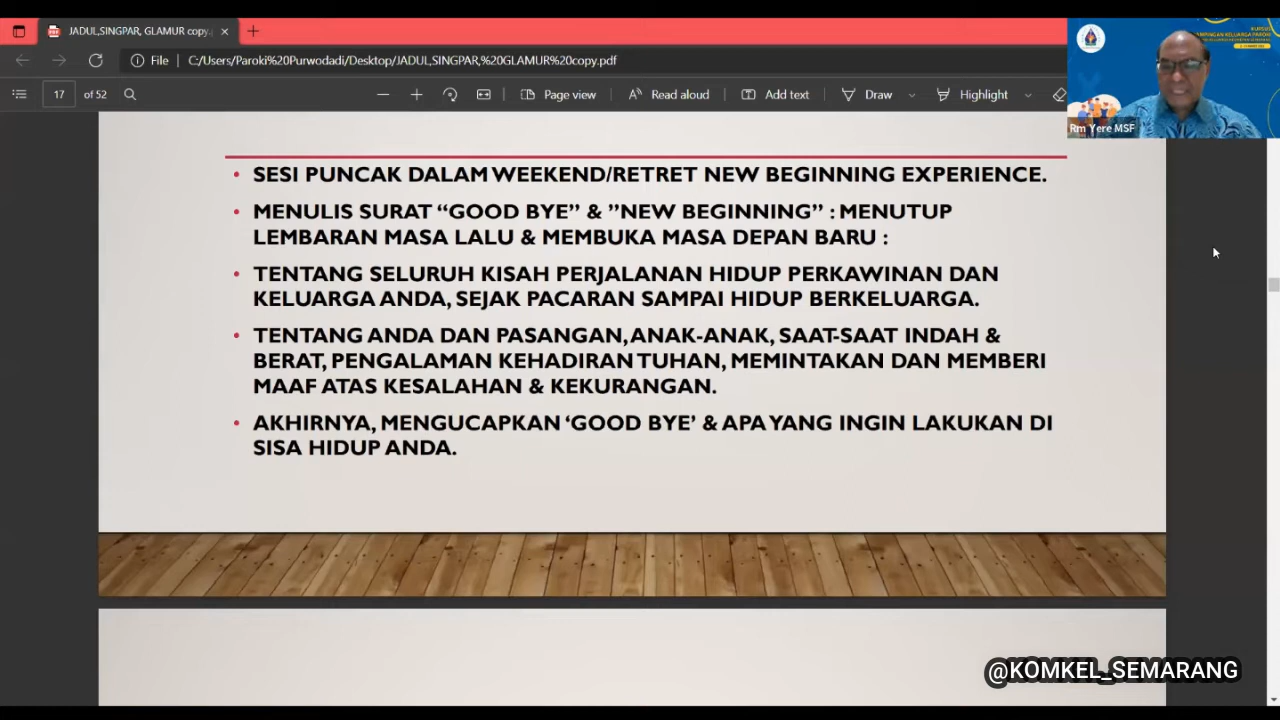 JADUL,SINGPAR, GLAMUR copy.
File
C:/Users/Paroki%20Purwodadi/Desktop/JADUL,SINGPAR,%20GLAMUR%20copy.pdf
17 of 52
Page view
Read aloud
Add text
Draw
Highlight
Rm Yere MSF
SESI PUNCAK DALAM WEEKEND/RETRET NEW BEGINNING EXPERIENCE.
MENULIS SURAT “GOOD BYE” & ”NEW BEGINNING” : MENUTUP
LEMBARAN MASA LALU & MEMBUKA MASA DEPAN BARU :
TENTANG SELURUH KISAH PERJALANAN HIDUP PERKAWINAN DAN
KELUARGA ANDA, SEJAK PACARAN SAMPAI HIDUP BERKELUARGA.
TENTANG ANDA DAN PASANGAN, ANAK-ANAK, SAAT-SAAT INDAH &
BERAT, PENGALAMAN KEHADIRAN TUHAN, MEMINTAKAN DAN MEMBERI
MAAF ATAS KESALAHAN & KEKURANGAN.
AKHIRNYA, MENGUCAPKAN ‘GOOD BYE’ & APA YANG INGIN LAKUKAN DI
SISA HIDUP ANDA.
@KOMKEL_SEMARANG